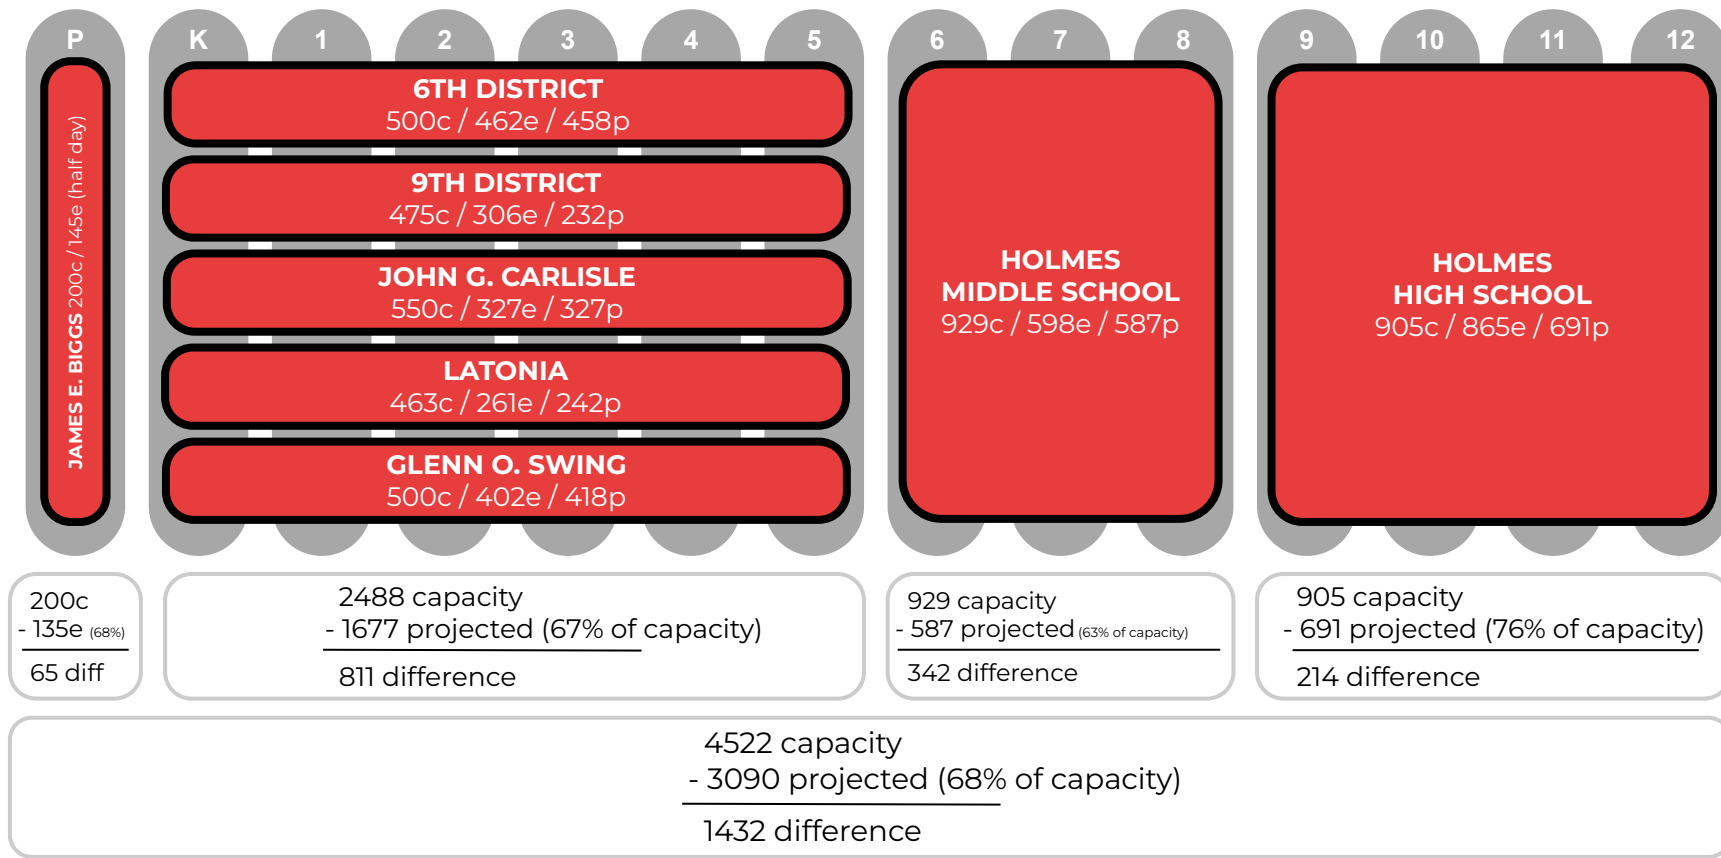 P K 1 2 3 4 5 6 7 8 9 10 11 12
JAMES E. BIGGS 200c / 145e (half day)
6TH DISTRICT
500c / 462e / 458p
9TH DISTRICT
475c / 306e / 232p
JOHN G. CARLISLE
550c / 327e / 327p
LATONIA
463c / 261e / 242p
GLENN O. SWING
500c / 402e / 418p
HOLMES
MIDDLE SCHOOL
929c / 598e / 587p
HOLMES
HIGH SCHOOL
905c / 865e / 691p
200c
- 135e (68%)
65 diff
2488 capacity
- 1677 projected (67% of capacity)
811 difference
929 capacity
- 587 projected (63% of capacity)
342 difference
905 capacity
- 691 projected (76% of capacity)
214 difference
4522 capacity
- 3090 projected (68% of capacity)
1432 difference